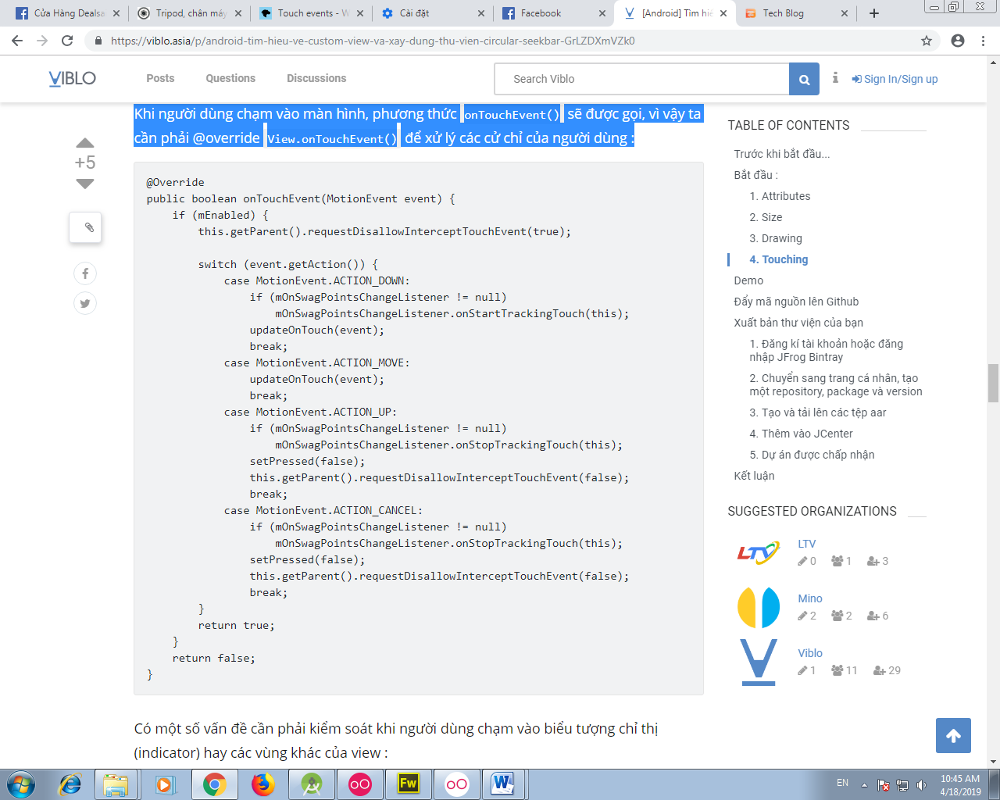 Cửa Hàng Dealsa
Tripod, chân máy
Touch events - W
Cài đặt
Facebook
[Android] Tìm hiể
Tech Blog
https://viblo.asia/p/android-tim-hieu-ve-custom-view-va-xay-dung-thu-vien-circular-seekbar-GrLZDXmVZk0
VIBLO
Posts
Questions
Discussions
Search Viblo
Sign In/Sign up
Khi người dùng chạm vào màn hình, phương thức onTouchEvent() sẽ được gọi, vì vậy ta
cần phải @override View.onTouchEvent() để xử lý các cử chỉ của người dùng :
+5
@Override
public boolean onTouchEvent(MotionEvent event) {
    if (mEnabled) {
        this.getParent().requestDisallowInterceptTouchEvent(true);
        switch (event.getAction()) {
            case MotionEvent.ACTION_DOWN:
                if (mOnSwagPointsChangeListener != null)
                    mOnSwagPointsChangeListener.onStartTrackingTouch(this);
                updateOnTouch(event);
                break;
            case MotionEvent.ACTION_MOVE:
                updateOnTouch(event);
                break;
            case MotionEvent.ACTION_UP:
                if (mOnSwagPointsChangeListener != null)
                    mOnSwagPointsChangeListener.onStopTrackingTouch(this);
                setPressed(false);
                this.getParent().requestDisallowInterceptTouchEvent(false);
                break;
            case MotionEvent.ACTION_CANCEL:
                if (mOnSwagPointsChangeListener != null)
                    mOnSwagPointsChangeListener.onStopTrackingTouch(this);
                setPressed(false);
                this.getParent().requestDisallowInterceptTouchEvent(false);
                break;
        }
        return true;
    }
    return false;
}
Có một số vấn đề cần phải kiểm soát khi người dùng chạm vào biểu tượng chỉ thị
(indicator) hay các vùng khác của view :
TABLE OF CONTENTS
Trước khi bắt đầu...
Bắt đầu :
1. Attributes
2. Size
3. Drawing
4. Touching
Demo
Đẩy mã nguồn lên Github
Xuất bản thư viện của bạn
1. Đăng kí tài khoản hoặc đăng
nhập JFrog Bintray
2. Chuyển sang trang cá nhân, tạo
một repository, package và version
3. Tạo và tải lên các tệp aar
4. Thêm vào JCenter
5. Dự án được chấp nhận
Kết luận
SUGGESTED ORGANIZATIONS
LTV
LTV
0 1 3
Mino
2 2 6
Viblo
1 11 29
Fw
W
EN
10:45 AM
4/18/2019